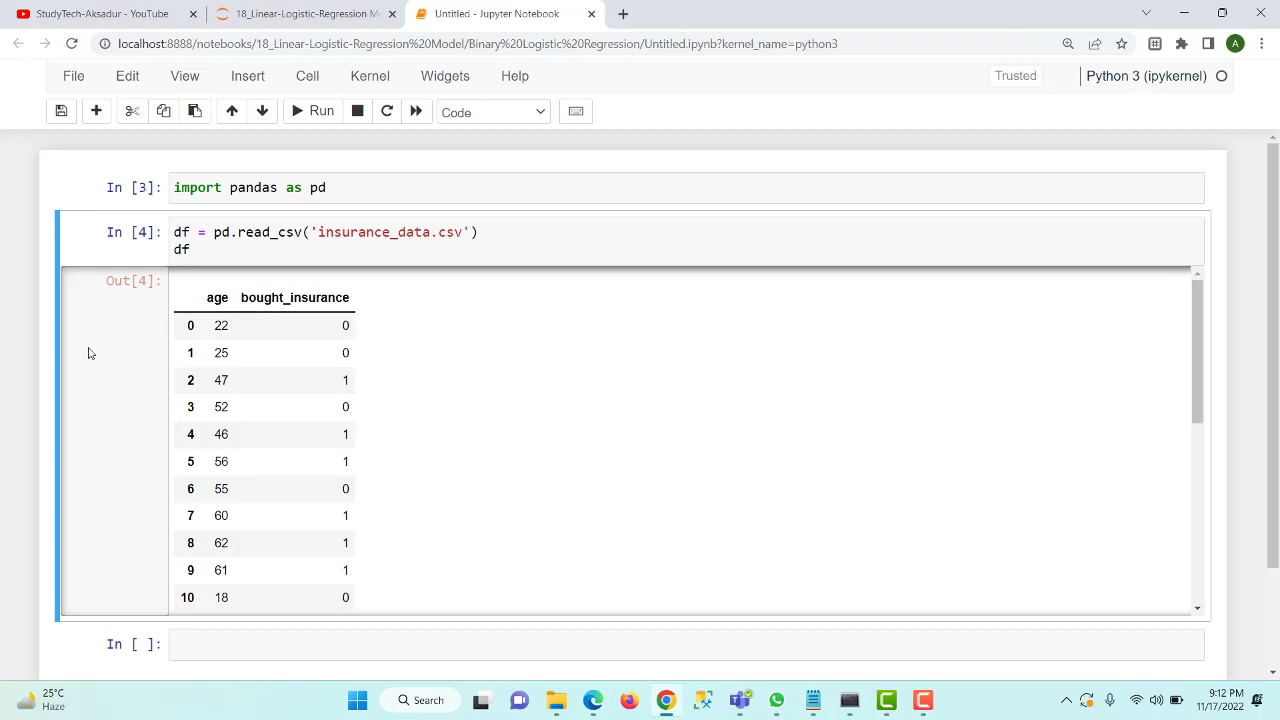 StudyTech-Aksadur - YouTube
18_Linear-Logistic-Regression Mo
Untitled - Jupyter Notebook
localhost:8888/notebooks/18_Linear-Logistic-Regression%20Model/Binary%20Logistic%20Regression/Untitled.ipynb?kernel_name=python3
A
File Edit View Insert Cell Kernel Widgets Help
Trusted
Python 3 (ipykernel)
Run
Code
In [3]: import pandas as pd
In [4]: df = pd.read_csv('insurance_data.csv')
df
Out[4]:
age bought_insurance
0 22 0
1 25 0
2 47 1
3 52 0
4 46 1
5 56 1
6 55 0
7 60 1
8 62 1
9 61 1
10 18 0
In [ ]:
25°C
Haze
Search
9:12 PM
11/17/2022